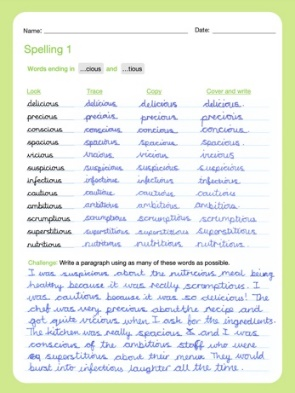 Name: Date:
Spelling 1
Words ending in ...cious and ...tious
Look Trace Copy Cover and write
delicious delicious delicious delicious
precious precious precious precious
conscious conscious conscious concious
spacious spacious spacious spacious
vicious vicious vicious vicious
suspicious suspicious suspicious suspicious
infectious infectious infectious infectious
cautious cautious cautious cautious
ambitious ambitious ambitious ambitious
scrumptious scrumptious scrumptious scrumptious
superstitious superstitious superstitious superstitious
nutritious nutritious nutritious nutritious
Challenge: Write a paragraph using as many of these words as possible.
I was suspicious about the nutricious meal being
healthy because it was really scrumptious. I
was cautious because it was so delicious! The
chef was very precious about the recipe and
got quite vicious when I ask for the ingredients.
The kitchen was really spacious and I was
conscious of the ambitious staff who were
superstitious about their menu. They would
bust into infectious laughter all the time.